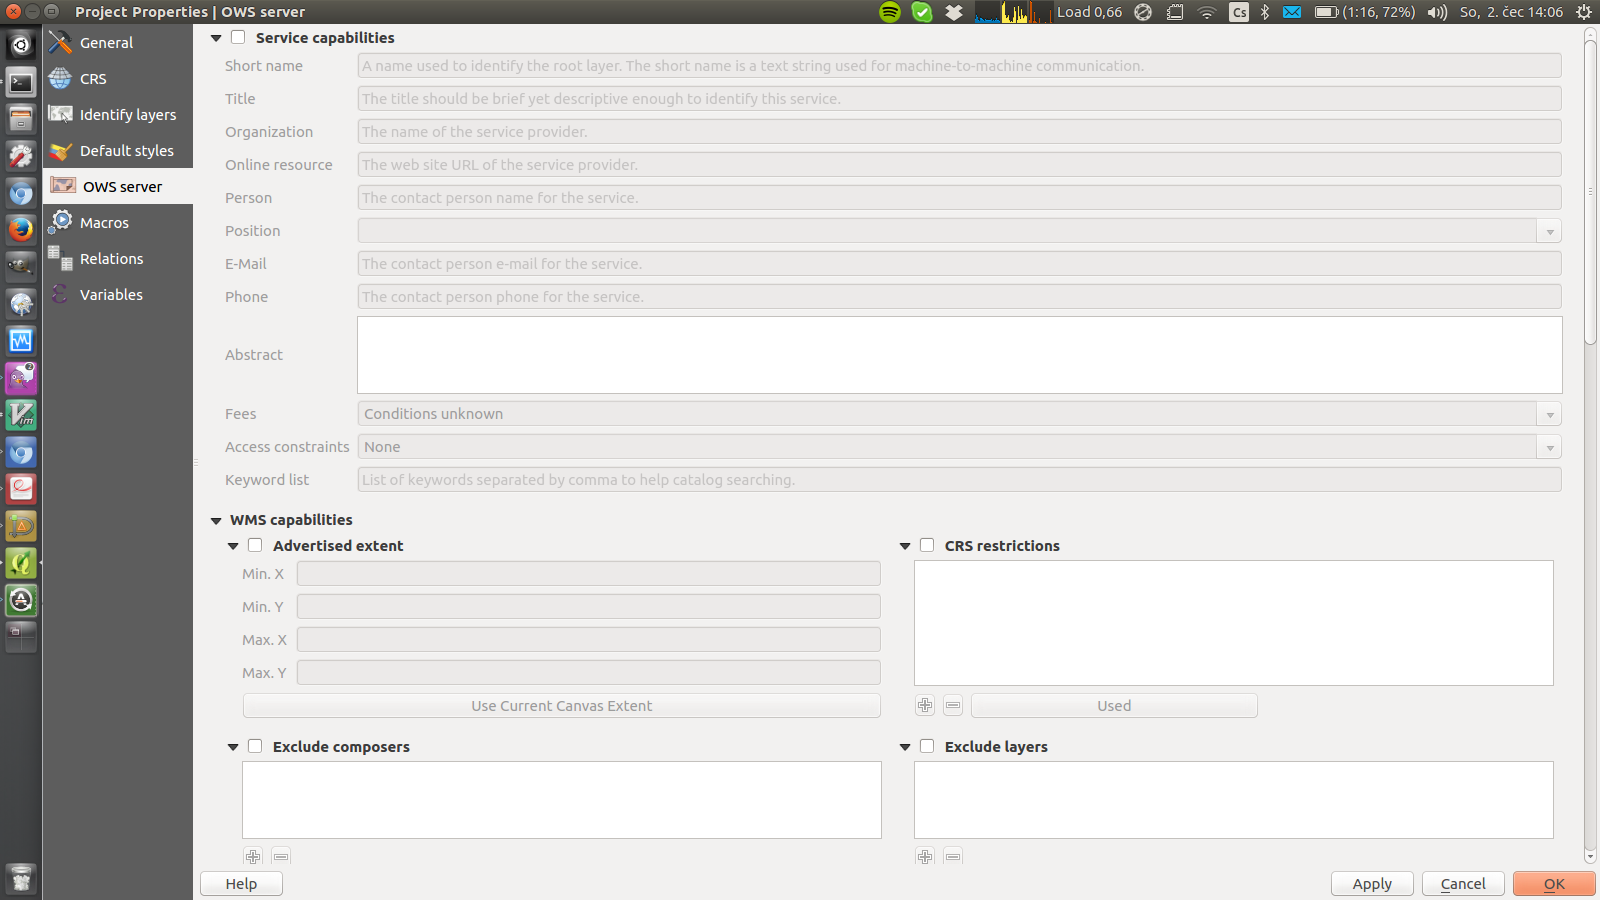 Project Properties | OWS server
Load 0,66
Cs
(1:16, 72%)
So, 2. čec 14:06
General
CRS
Identify layers
Default styles
OWS server
Macros
Relations
Variables
Service capabilities
Short name A name used to identify the root layer. The short name is a text string used for machine-to-machine communication.
Title The title should be brief yet descriptive enough to identify this service.
Organization The name of the service provider.
Online resource The web site URL of the service provider.
Person The contact person name for the service.
Position
E-Mail The contact person e-mail for the service.
Phone The contact person phone for the service.
Abstract
Fees Conditions unknown
Access constraints None
Keyword list List of keywords separated by comma to help catalog searching.
WMS capabilities
Advertised extent
Min. X
Min. Y
Max. X
Max. Y
Use Current Canvas Extent
CRS restrictions
Used
Exclude composers
Exclude layers
Help
Apply
Cancel
OK